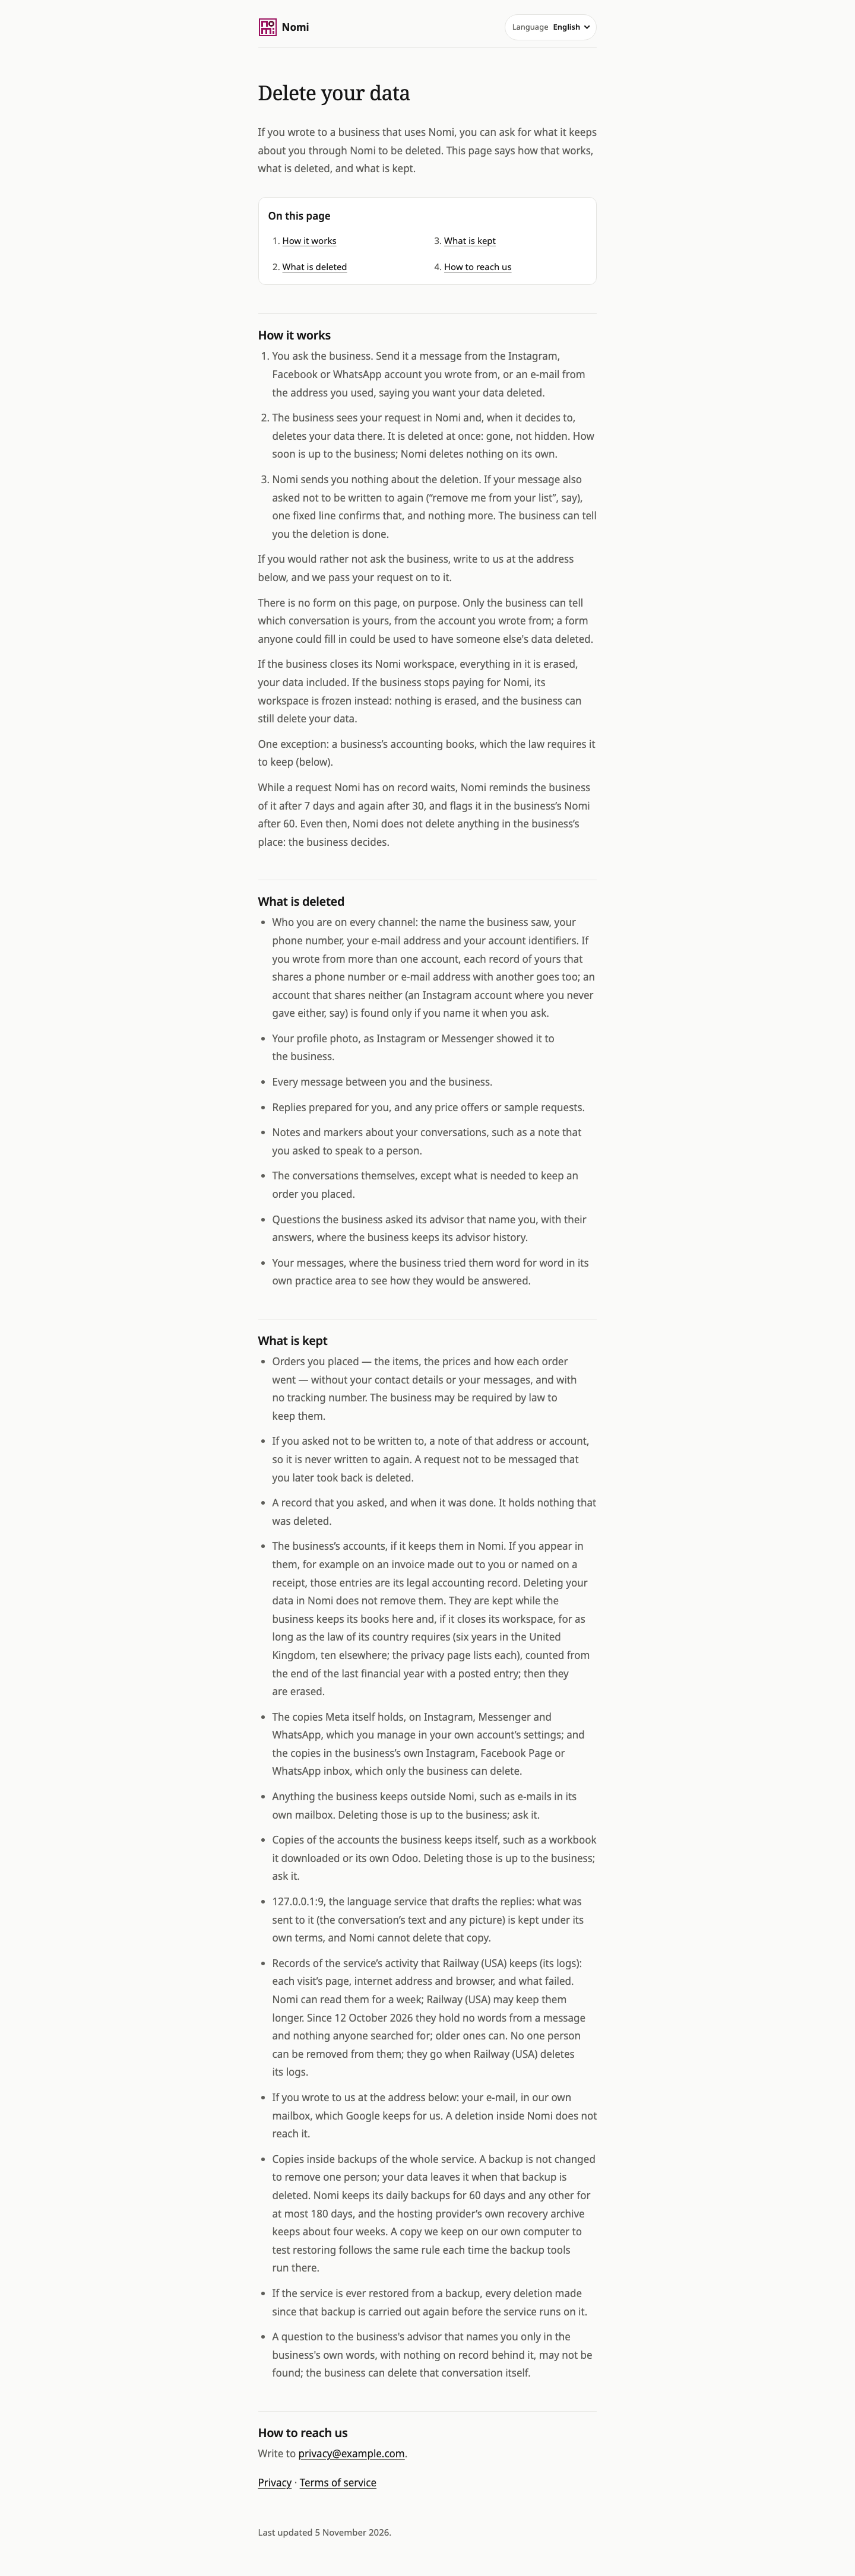 nomi
Nomi
Language English
Delete your data
If you wrote to a business that uses Nomi, you can ask for what it keeps
about you through Nomi to be deleted. This page says how that works,
what is deleted, and what is kept.
On this page
1. How it works
2. What is deleted
3. What is kept
4. How to reach us
How it works
1. You ask the business. Send it a message from the Instagram,
Facebook or WhatsApp account you wrote from, or an e-mail from
the address you used, saying you want your data deleted.
2. The business sees your request in Nomi and, when it decides to,
deletes your data there. It is deleted at once: gone, not hidden. How
soon is up to the business; Nomi deletes nothing on its own.
3. Nomi sends you nothing about the deletion. If your message also
asked not to be written to again (“remove me from your list”, say),
one fixed line confirms that, and nothing more. The business can tell
you the deletion is done.
If you would rather not ask the business, write to us at the address
below, and we pass your request on to it.
There is no form on this page, on purpose. Only the business can tell
which conversation is yours, from the account you wrote from; a form
anyone could fill in could be used to have someone else’s data deleted.
If the business closes its Nomi workspace, everything in it is erased,
your data included. If the business stops paying for Nomi, its
workspace is frozen instead: nothing is erased, and the business can
still delete your data.
One exception: a business’s accounting books, which the law requires it
to keep (below).
While a request Nomi has on record waits, Nomi reminds the business
of it after 7 days and again after 30, and flags it in the business’s Nomi
after 60. Even then, Nomi does not delete anything in the business’s
place: the business decides.
What is deleted
• Who you are on every channel: the name the business saw, your
phone number, your e-mail address and your account identifiers. If
you wrote from more than one account, each record of yours that
shares a phone number or e-mail address with another goes too; an
account that shares neither (an Instagram account where you never
gave either, say) is found only if you name it when you ask.
• Your profile photo, as Instagram or Messenger showed it to
the business.
• Every message between you and the business.
• Replies prepared for you, and any price offers or sample requests.
• Notes and markers about your conversations, such as a note that
you asked to speak to a person.
• The conversations themselves, except what is needed to keep an
order you placed.
• Questions the business asked its advisor that name you, with their
answers, where the business keeps its advisor history.
• Your messages, where the business tried them word for word in its
own practice area to see how they would be answered.
What is kept
• Orders you placed — the items, the prices and how each order
went — without your contact details or your messages, and with
no tracking number. The business may be required by law to
keep them.
• If you asked not to be written to, a note of that address or account,
so it is never written to again. A request not to be messaged that
you later took back is deleted.
• A record that you asked, and when it was done. It holds nothing that
was deleted.
• The business’s accounts, if it keeps them in Nomi. If you appear in
them, for example on an invoice made out to you or named on a
receipt, those entries are its legal accounting record. Deleting your
data in Nomi does not remove them. They are kept while the
business keeps its books here and, if it closes its workspace, for as
long as the law of its country requires (six years in the United
Kingdom, ten elsewhere; the privacy page lists each), counted from
the end of the last financial year with a posted entry; then they
are erased.
• The copies Meta itself holds, on Instagram, Messenger and
WhatsApp, which you manage in your own account’s settings; and
the copies in the business’s own Instagram, Facebook Page or
WhatsApp inbox, which only the business can delete.
• Anything the business keeps outside Nomi, such as e-mails in its
own mailbox. Deleting those is up to the business; ask it.
• Copies of the accounts the business keeps itself, such as a workbook
it downloaded or its own Odoo. Deleting those is up to the business;
ask it.
• 127.0.0.1:9, the language service that drafts the replies: what was
sent to it (the conversation’s text and any picture) is kept under its
own terms, and Nomi cannot delete that copy.
• Records of the service’s activity that Railway (USA) keeps (its logs):
each visit’s page, internet address and browser, and what failed.
Nomi can read them for a week; Railway (USA) may keep them
longer. Since 12 October 2026 they hold no words from a message
and nothing anyone searched for; older ones can. No one person
can be removed from them; they go when Railway (USA) deletes
its logs.
• If you wrote to us at the address below: your e-mail, in our own
mailbox, which Google keeps for us. A deletion inside Nomi does not
reach it.
• Copies inside backups of the whole service. A backup is not changed
to remove one person; your data leaves it when that backup is
deleted. Nomi keeps its daily backups for 60 days and any other for
at most 180 days, and the hosting provider’s own recovery archive
keeps about four weeks. A copy we keep on our own computer to
test restoring follows the same rule each time the backup tools
run there.
• If the service is ever restored from a backup, every deletion made
since that backup is carried out again before the service runs on it.
• A question to the business's advisor that names you only in the
business's own words, with nothing on record behind it, may not be
found; the business can delete that conversation itself.
How to reach us
Write to privacy@example.com.
Privacy · Terms of service
Last updated 5 November 2026.